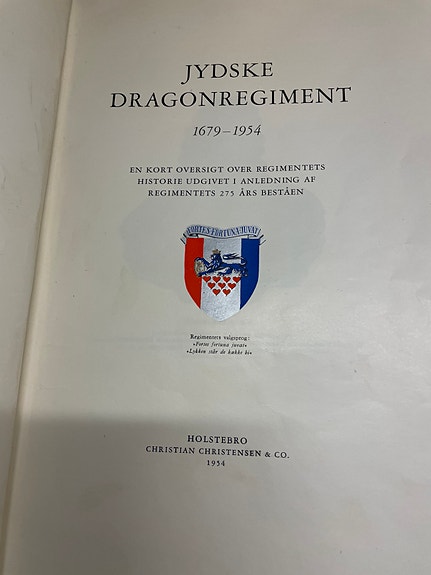 JYDSKE
DRAGONREGIMENT
1679–1954
EN KORT OVERSIGT OVER REGIMENTETS
HISTORIE UDGIVET I ANLEDNING AF
REGIMENTETS 275 ÅRS BESTÅEN
FORTES FORTUNA JUVAT
Regimentets valgsprog:
»Fortes fortuna juvat«
»Lykken står de kække bi«
HOLSTEBRO
CHRISTIAN CHRISTENSEN & CO.
1954